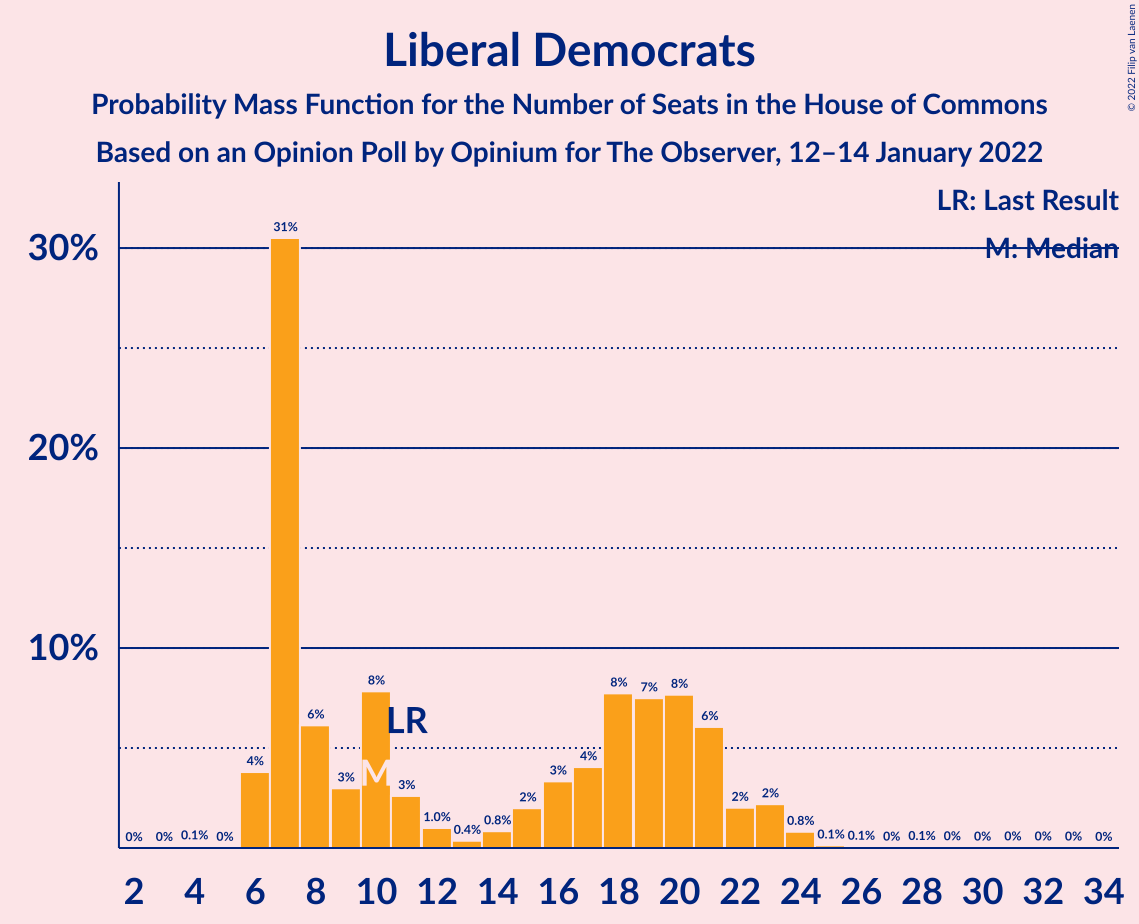 Liberal Democrats
Probability Mass Function for the Number of Seats in the House of Commons
Based on an Opinion Poll by Opinium for The Observer, 12–14 January 2022
© 2022 Filip van Laenen
LR: Last Result
M: Median
30%
20%
10%
0% 0% 0.1% 0% 4% 31% 6% 3% 8% 3% 1.0% 0.4% 0.8% 2% 3% 4% 8% 7% 8% 6% 2% 2% 0.8% 0.1% 0.1% 0% 0.1% 0% 0% 0% 0% 0% 0%
LR
M
2 4 6 8 10 12 14 16 18 20 22 24 26 28 30 32 34